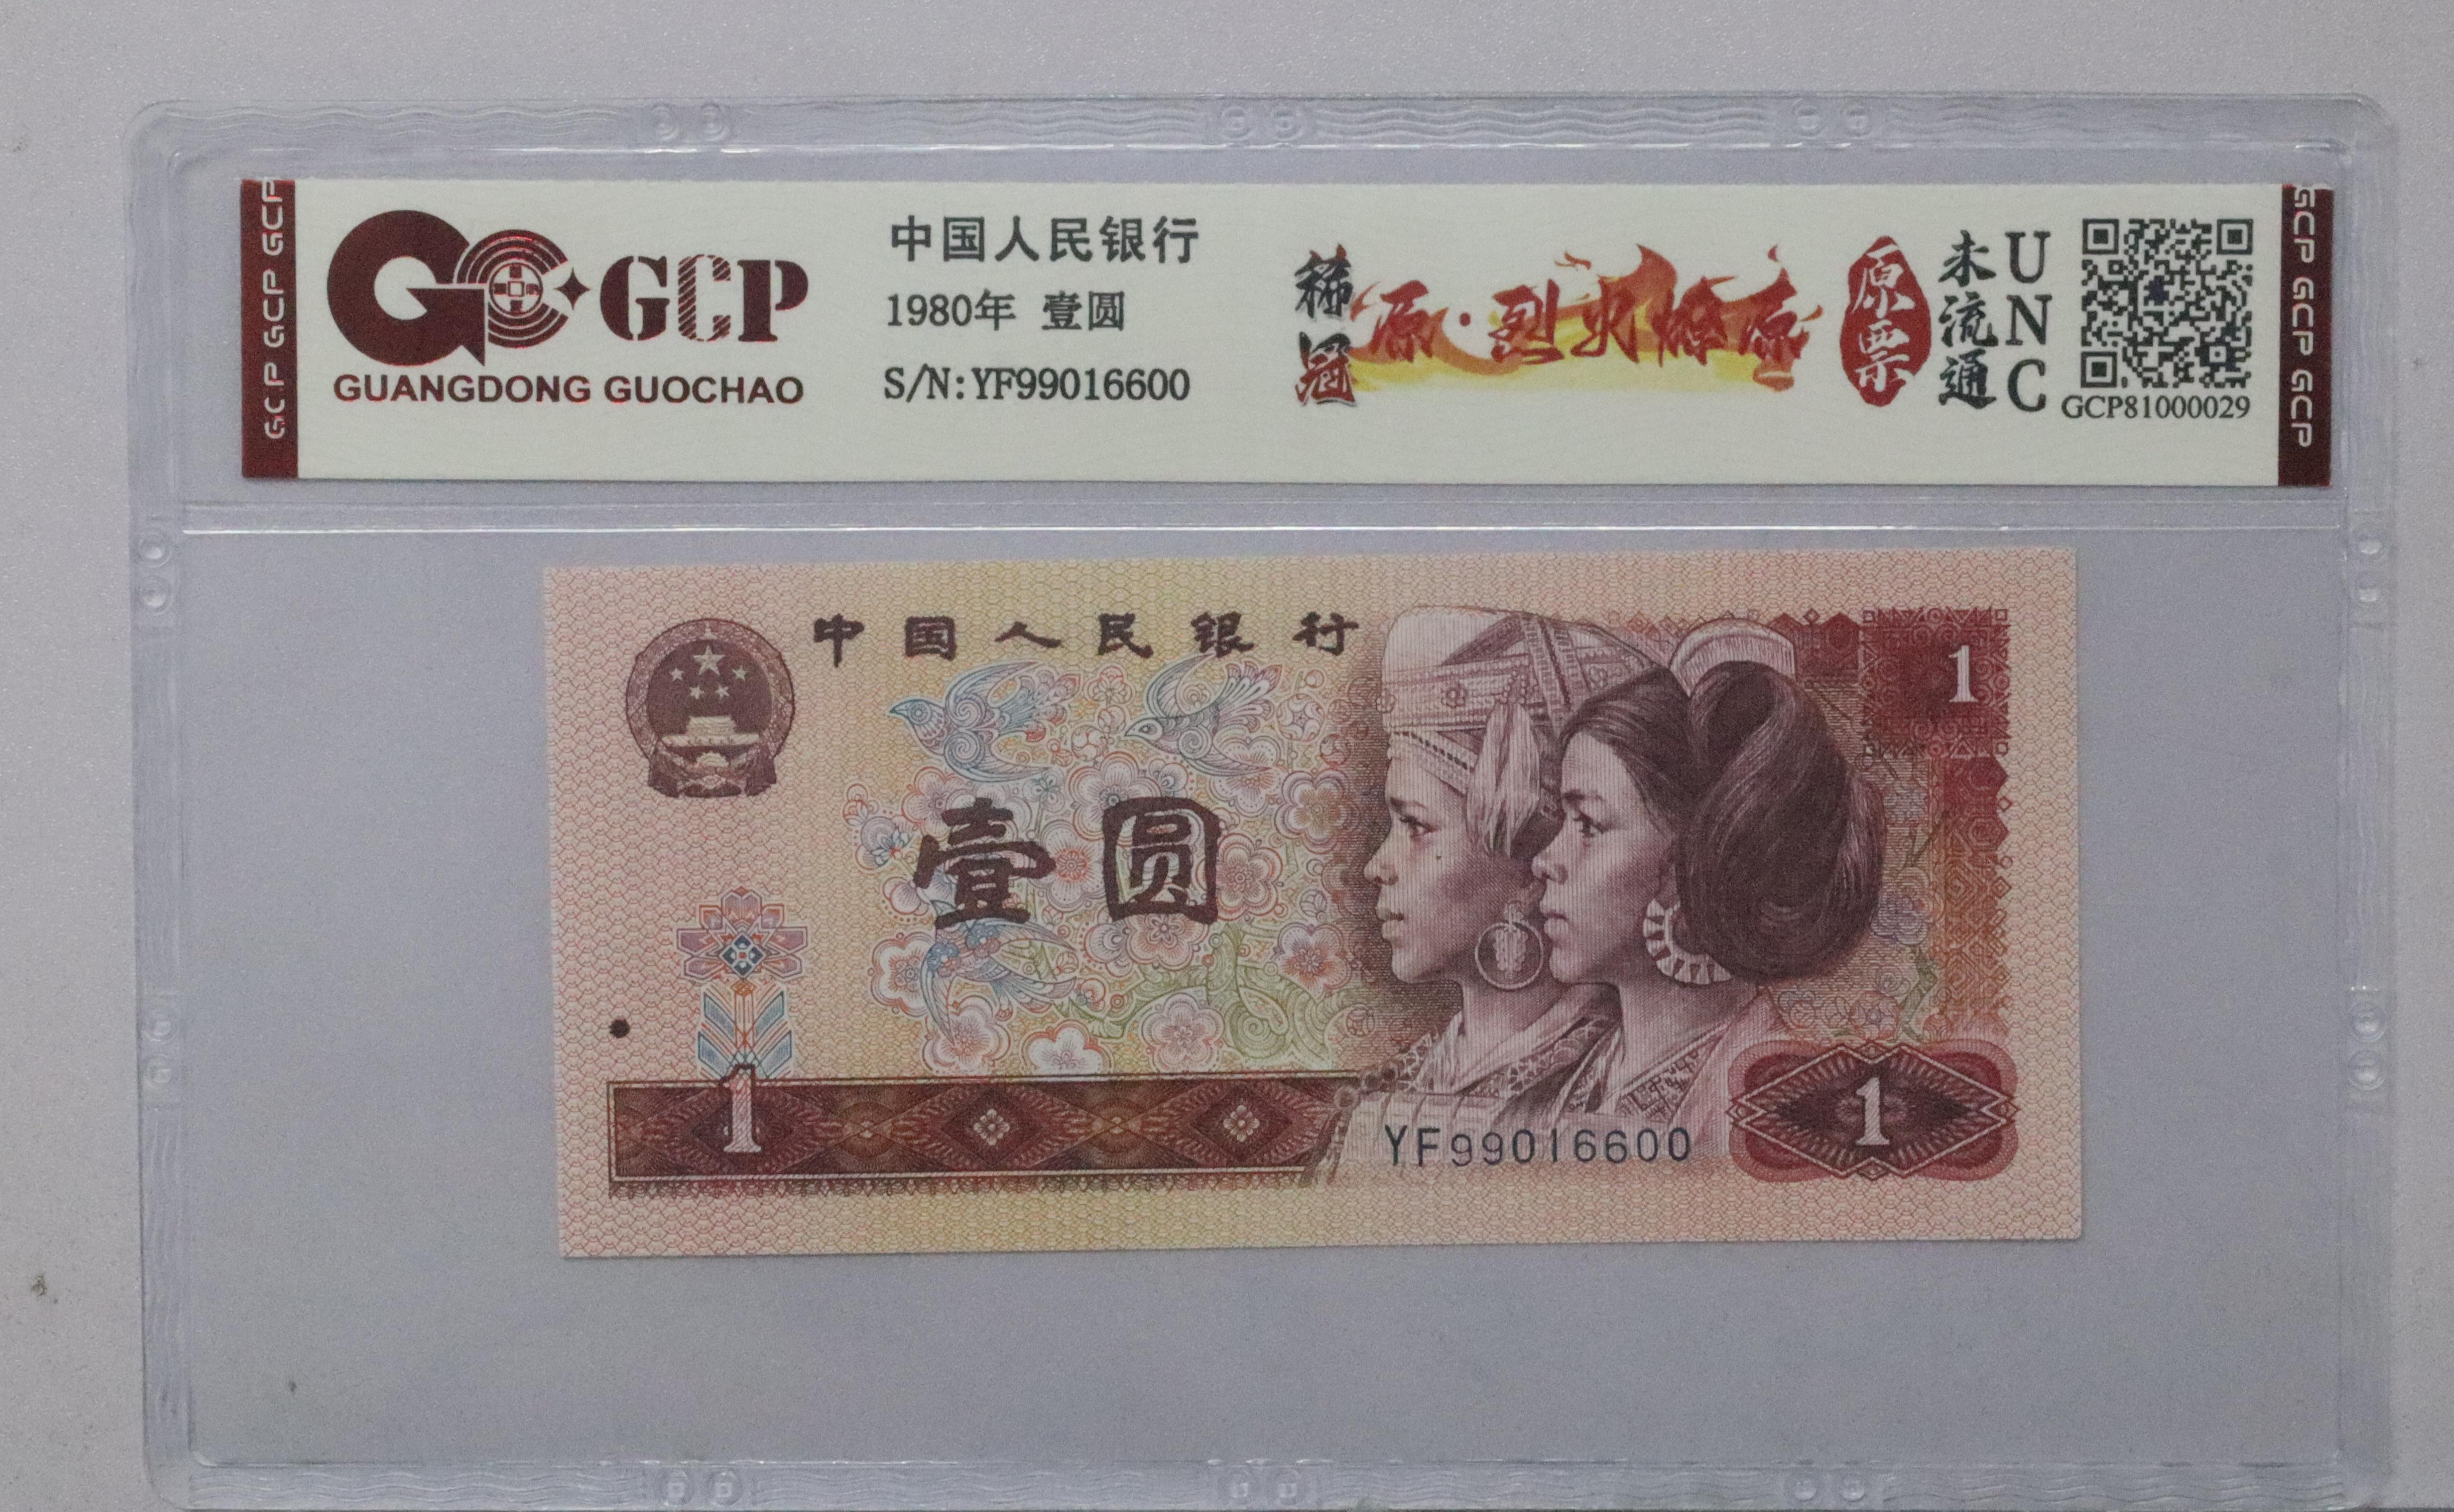 GCP GCP GCP
GCP
GUANGDONG GUOCHAO
中国人民银行
1980年 壹圆
S/N:YF99016600
稀冠
原·烈火燎原
原票
未流通
UNC
GCP81000029
GCP GCP GCP
中国人民银行
1
壹圆
1
1
YF99016600